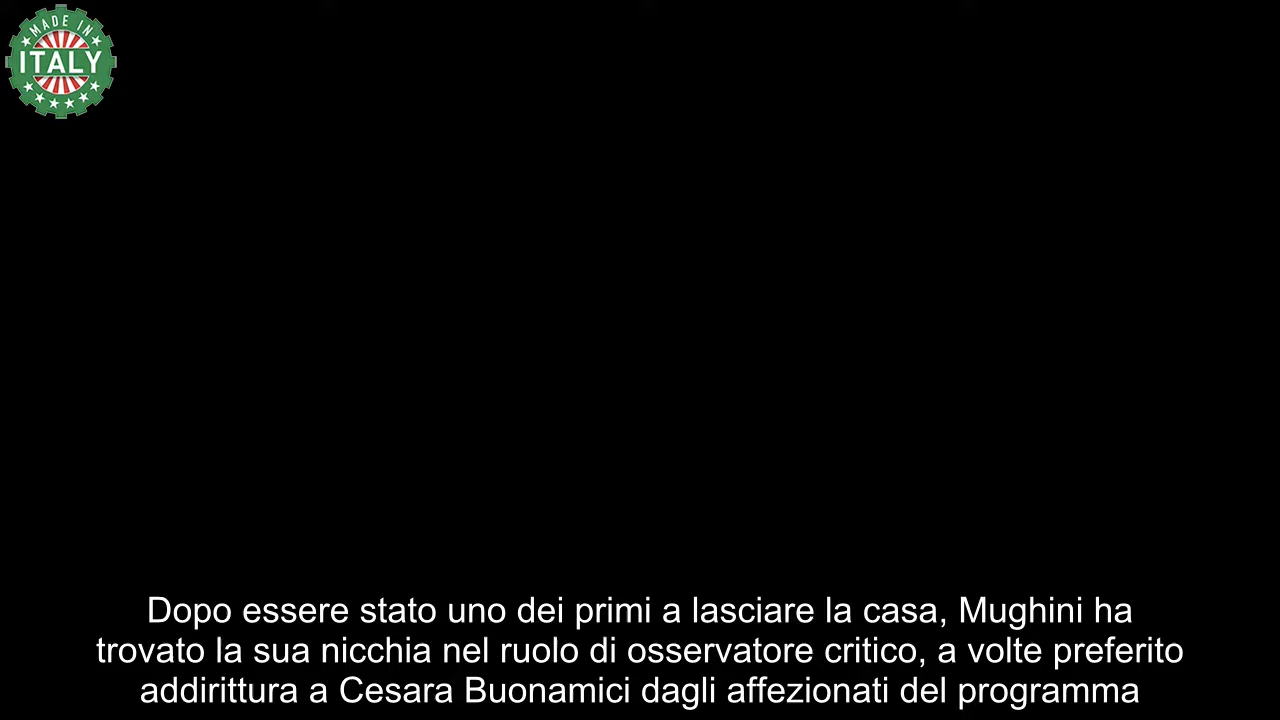 MADE IN
ITALY
Dopo essere stato uno dei primi a lasciare la casa, Mughini ha
trovato la sua nicchia nel ruolo di osservatore critico, a volte preferito
addirittura a Cesara Buonamici dagli affezionati del programma